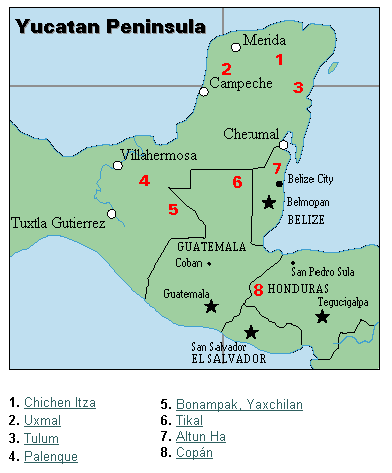 Yucatan Peninsula
Merida
1
2
Campeche
3
Chetumal
Villahermosa
7
4
6
Belize City
5
Belmopan
Tuxtla Gutierrez
BELIZE
GUATEMALA
Coban
San Pedro Sula
8 HONDURAS
Guatemala
Tegucigalpa
San Salvador
EL SALVADOR
1. Chichen Itza
2. Uxmal
3. Tulum
4. Palenque
5. Bonampak, Yaxchilan
6. Tikal
7. Altun Ha
8. Copán